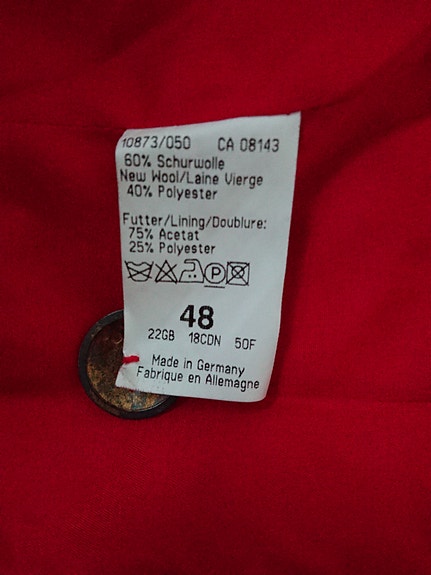 10873/050 CA 08143
60% Schurwolle
New Wool/Laine Vierge
40% Polyester
Futter/Lining/Doublure:
75% Acetat
25% Polyester
P
48
22GB 18CDN 50F
Made in Germany
Fabrique en Allemagne